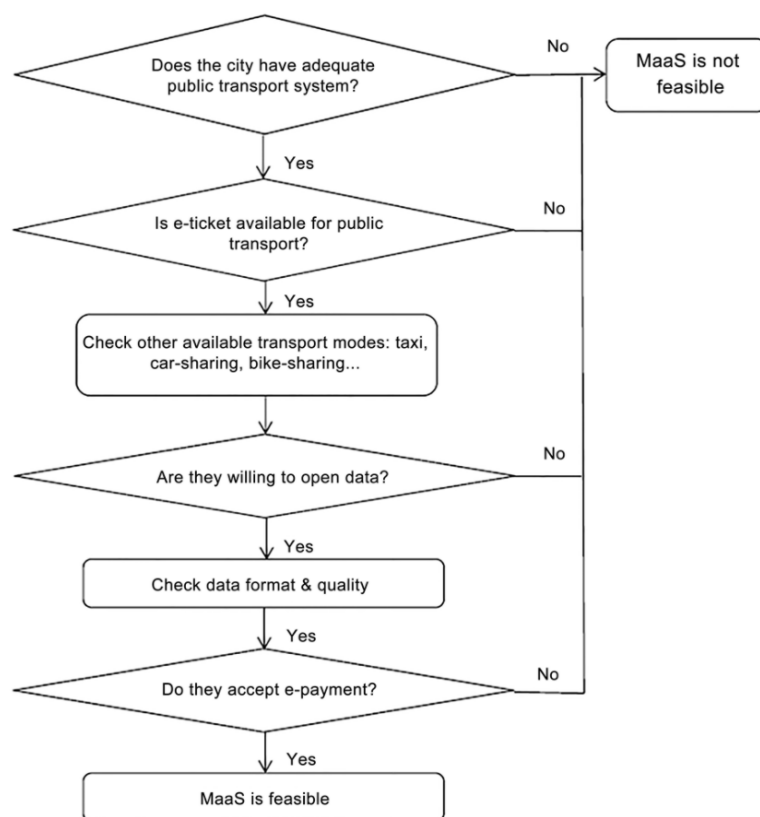 Does the city have adequate
public transport system?
No
MaaS is not
feasible
Yes
Is e-ticket available for public
transport?
No
Yes
Check other available transport modes: taxi,
car-sharing, bike-sharing...
Are they willing to open data?
No
Yes
Check data format & quality
Yes
Do they accept e-payment?
No
Yes
MaaS is feasible